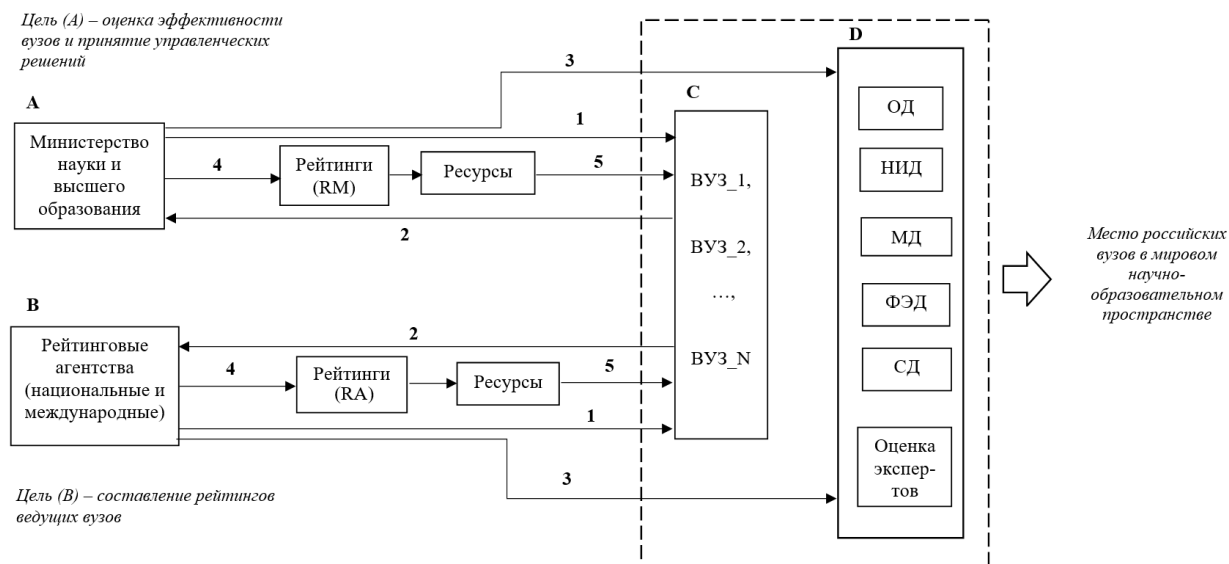 Цель (А) – оценка эффективности
вузов и принятие управленческих
решений
A
Министерство
науки и
высшего
образования
3
1
4
Рейтинги
(RM)
Ресурсы
5
2
B
Рейтинговые
агентства
(национальные и
международные)
2
4
Рейтинги
(RA)
Ресурсы
5
1
3
Цель (В) – составление рейтингов
ведущих вузов
C
ВУЗ_1,
ВУЗ_2,
…,
ВУЗ_N
D
ОД
НИД
МД
ФЭД
СД
Оценка
экспер-
тов
Место российских
вузов в мировом
научно-
образовательном
пространстве